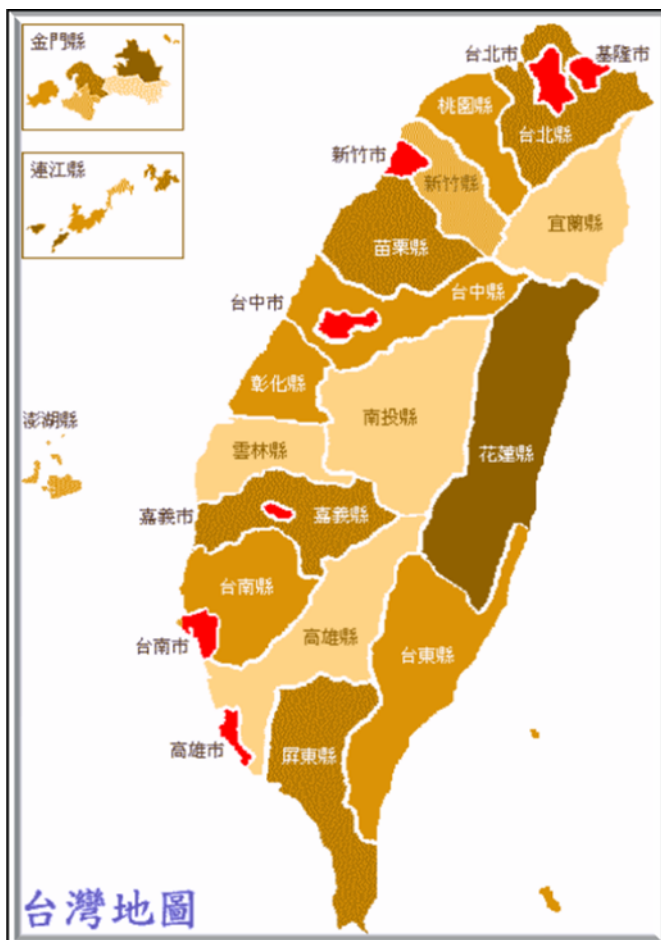 金門縣
台北市
基隆市
桃園縣
台北縣
連江縣
新竹市
新竹縣
宜蘭縣
苗栗縣
台中縣
台中市
彰化縣
南投縣
澎湖縣
雲林縣
花蓮縣
嘉義市
嘉義縣
台南縣
高雄縣
台南市
台東縣
高雄市
屏東縣
台灣地圖